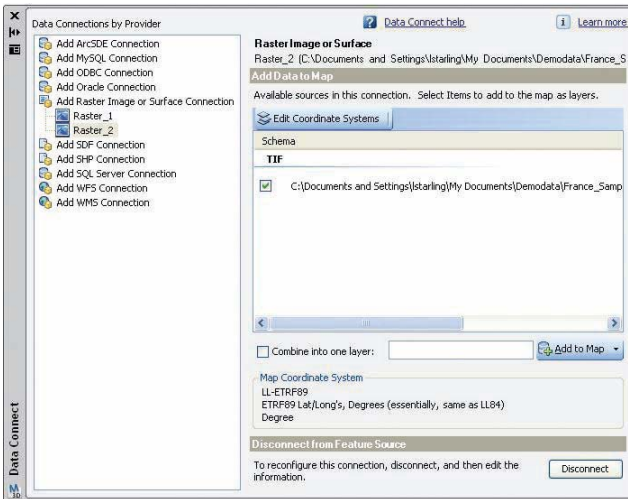 Data Connections by Provider
Add ArcSDE Connection
Add MySQL Connection
Add ODBC Connection
Add Oracle Connection
Add Raster Image or Surface Connection
Raster_1
Raster_2
Add SDF Connection
Add SHP Connection
Add SQL Server Connection
Add WFS Connection
Add WMS Connection
Data Connect help
Learn more
Raster Image or Surface
Raster_2 (C:\Documents and Settings\lstarling\My Documents\Demodata\France_S
Add Data to Map
Available sources in this connection. Select Items to add to the map as layers.
Edit Coordinate Systems
Schema
TIF
C:\Documents and Settings\lstarling\My Documents\Demodata\France_Samp
Combine into one layer:
Add to Map
Map Coordinate System
LL-ETRF89
ETRF89 Lat/Long's, Degrees (essentially, same as LL84)
Degree
Disconnect from Feature Source
To reconfigure this connection, disconnect, and then edit the
information.
Disconnect
Data Connect
M
3D